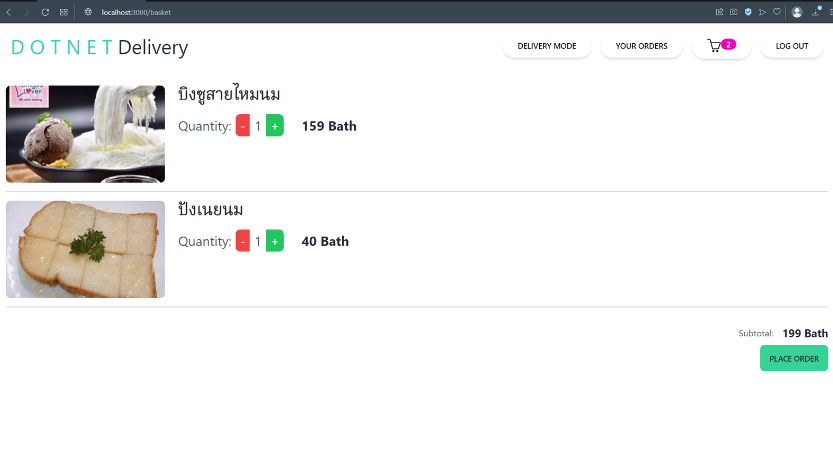 localhost:3000/basket
DOTNET Delivery
DELIVERY MODE
YOUR ORDERS
2
LOG OUT
บิงซูสายไหมนม
Quantity: - 1 + 159 Bath
ปังเนยนม
Quantity: - 1 + 40 Bath
Subtotal: 199 Bath
PLACE ORDER